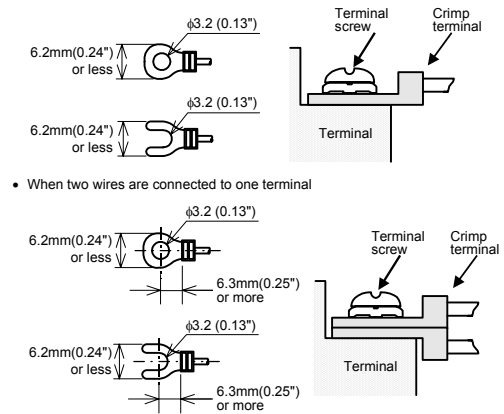 ϕ3.2 (0.13")
6.2mm(0.24")
or less
ϕ3.2 (0.13")
6.2mm(0.24")
or less
Terminal
screw
Crimp
terminal
Terminal
• When two wires are connected to one terminal
ϕ3.2 (0.13")
6.2mm(0.24")
or less
6.3mm(0.25")
or more
ϕ3.2 (0.13")
6.2mm(0.24")
or less
6.3mm(0.25")
or more
Terminal
screw
Crimp
terminal
Terminal